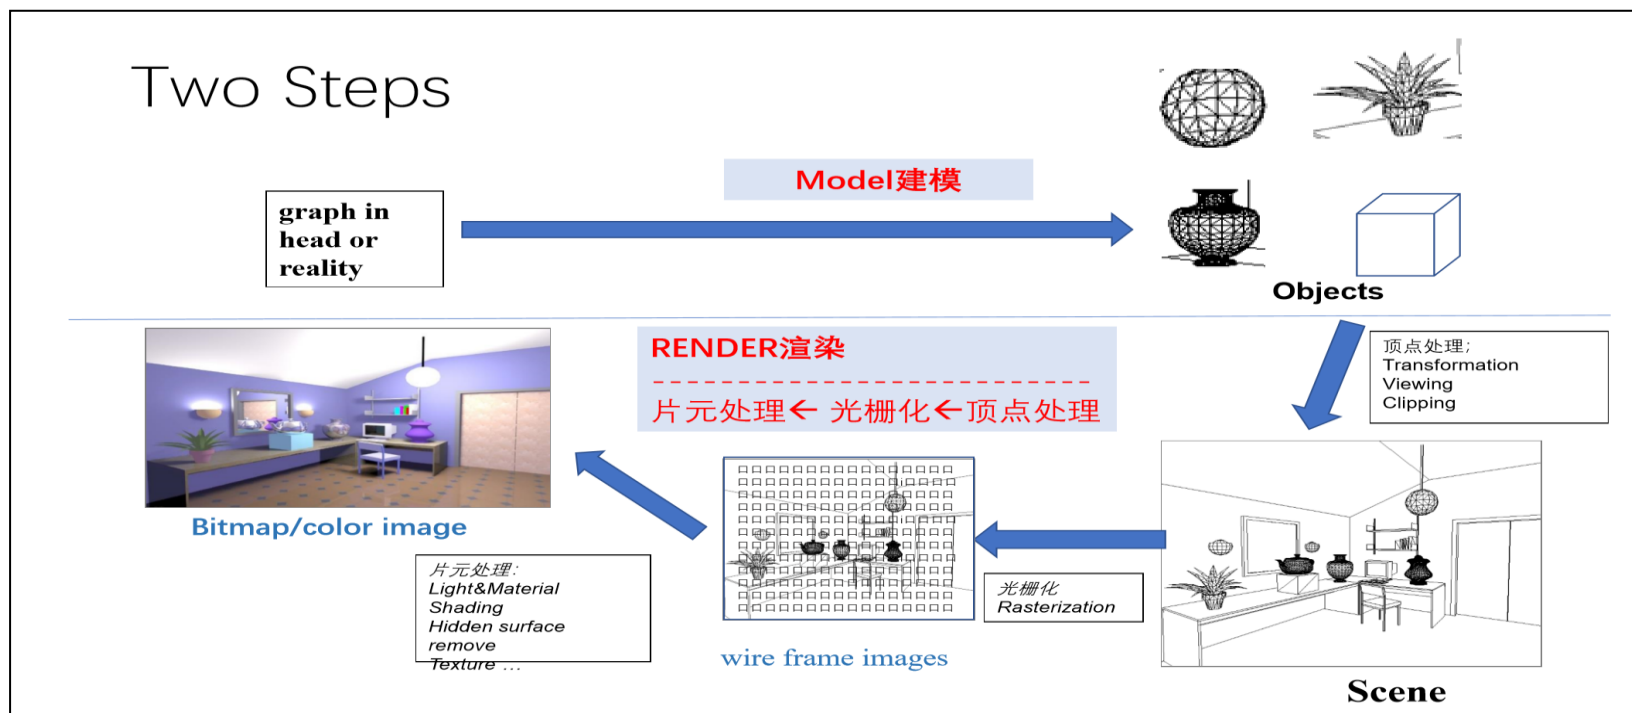 Two Steps
Model建模
graph in
head or
reality
Objects
RENDER渲染
片元处理← 光栅化←顶点处理
顶点处理;
Transformation
Viewing
Clipping
Bitmap/color image
片元处理:
Light&Material
Shading
Hidden surface
remove
Texture ...
光栅化
Rasterization
wire frame images
Scene